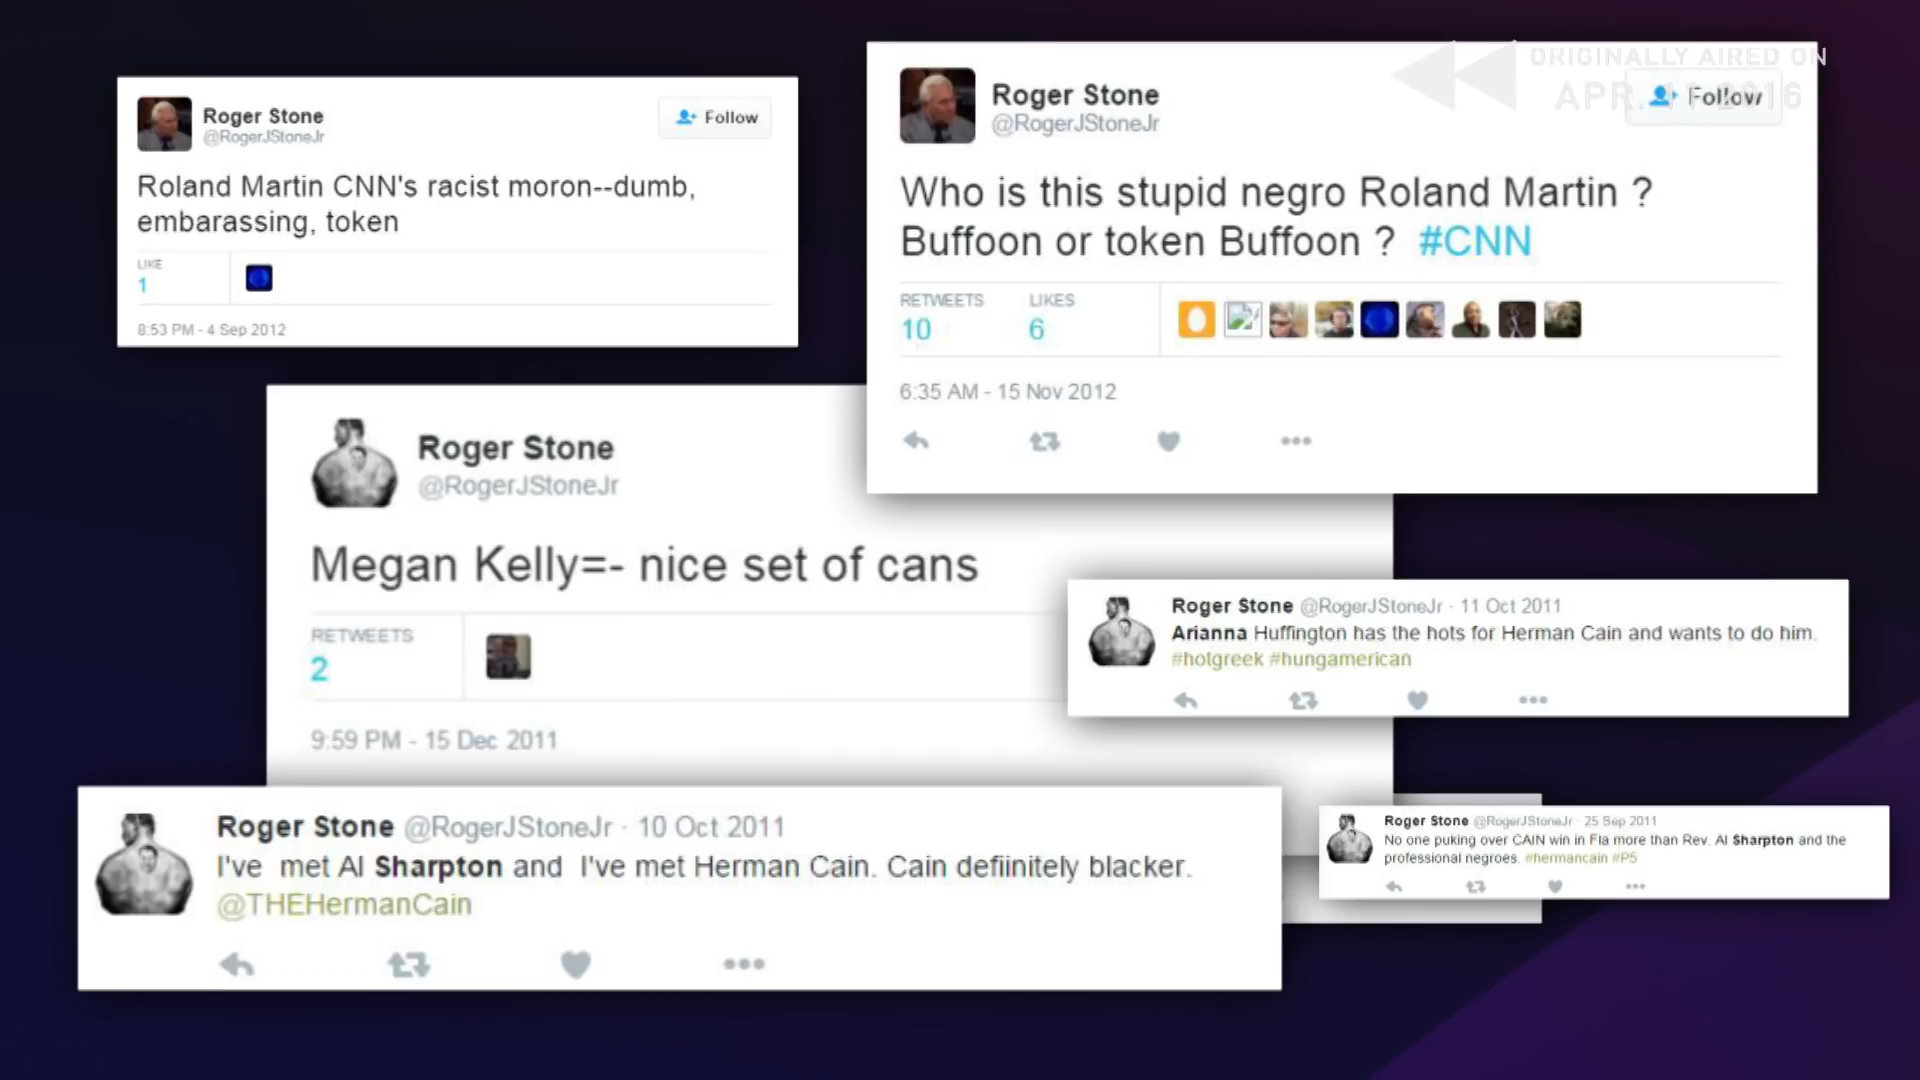 Roger Stone
@RogerJStoneJr
Follow
Roland Martin CNN's racist moron--dumb,
embarassing, token
LIKE
1
8:53 PM - 4 Sep 2012
ORIGINALLY AIRED ON
APR. 11 2016
Roger Stone
@RogerJStoneJr
Follow
Who is this stupid negro Roland Martin ?
Buffoon or token Buffoon ? #CNN
RETWEETS LIKES
10 6
6:35 AM - 15 Nov 2012
Roger Stone
@RogerJStoneJr
Megan Kelly=- nice set of cans
RETWEETS
2
9:59 PM - 15 Dec 2011
Roger Stone @RogerJStoneJr · 11 Oct 2011
Arianna Huffington has the hots for Herman Cain and wants to do him.
#hotgreek #hungamerican
Roger Stone @RogerJStoneJr · 10 Oct 2011
I've met Al Sharpton and I've met Herman Cain. Cain defiinitely blacker.
@THEHermanCain
Roger Stone @RogerJStoneJr · 25 Sep 2011
No one puking over CAIN win in Fla more than Rev. Al Sharpton and the
professional negroes. #hermancain #P5